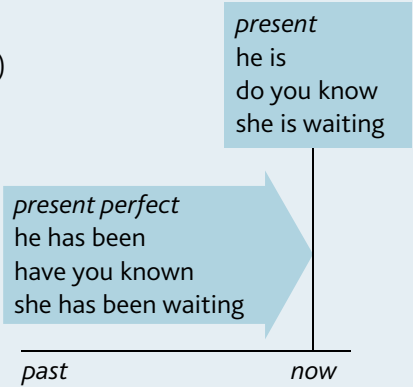 )
present
he is
do you know
she is waiting
present perfect
he has been
have you known
she has been waiting
past now